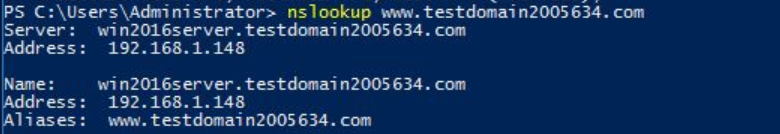 PS C:\Users\Administrator> nslookup www.testdomain2005634.com
Server:  win2016server.testdomain2005634.com
Address:  192.168.1.148
Name:    win2016server.testdomain2005634.com
Address:  192.168.1.148
Aliases:  www.testdomain2005634.com